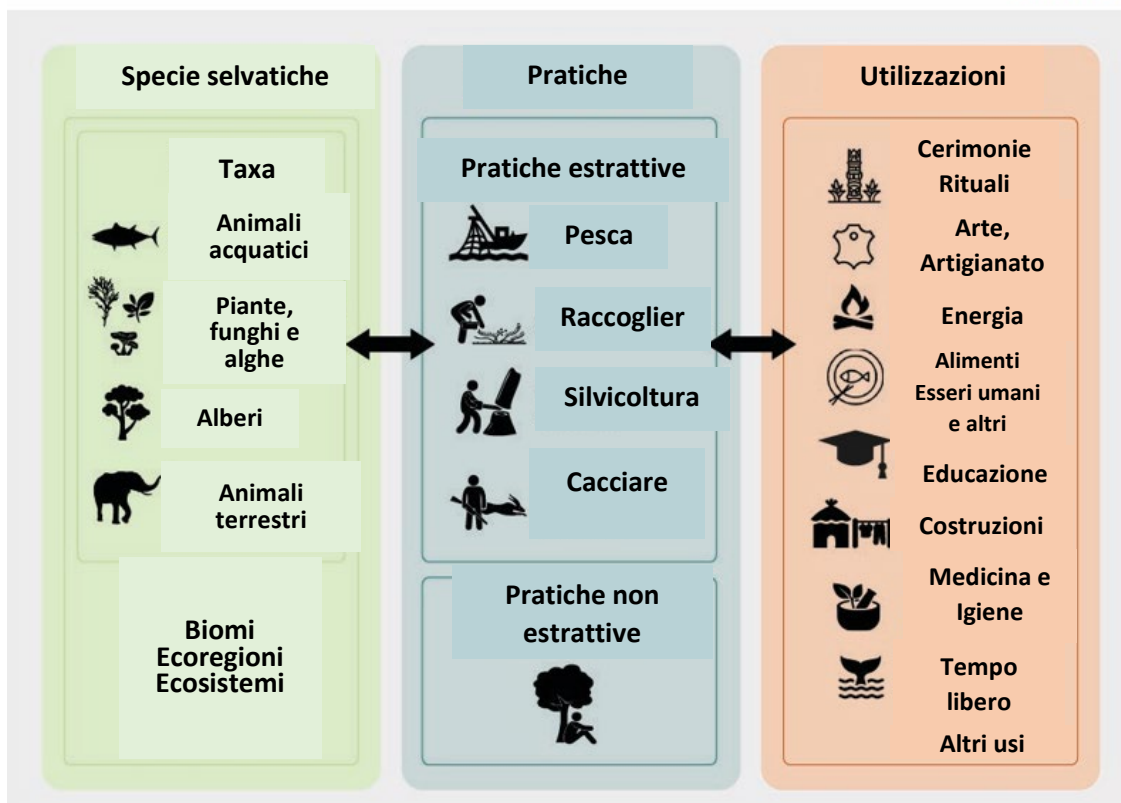 Specie selvatiche
Taxa
Animali
acquatici
Piante,
funghi e
alghe
Alberi
Animali
terrestri
Biomi
Ecoregioni
Ecosistemi
Pratiche
Pratiche estrattive
Pesca
Raccoglier
Silvicoltura
Cacciare
Pratiche non
estrattive
Utilizzazioni
Cerimonie
Rituali
Arte,
Artigianato
Energia
Alimenti
Esseri umani
e altri
Educazione
Costruzioni
Medicina e
Igiene
Tempo
libero
Altri usi